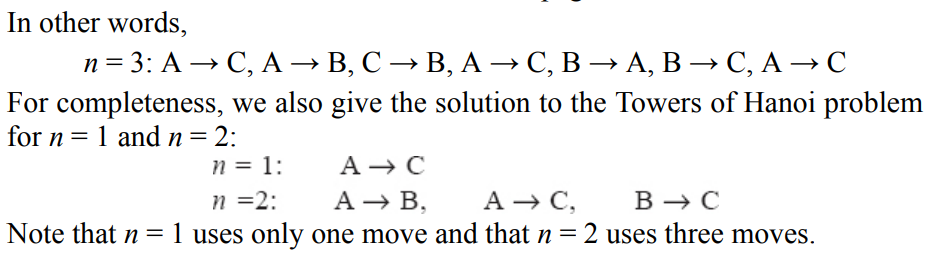 In other words,
n = 3: A → C, A → B, C → B, A → C, B → A, B → C, A → C
For completeness, we also give the solution to the Towers of Hanoi problem
for n = 1 and n = 2:
n = 1: A → C
n =2: A → B, A → C, B → C
Note that n = 1 uses only one move and that n = 2 uses three moves.